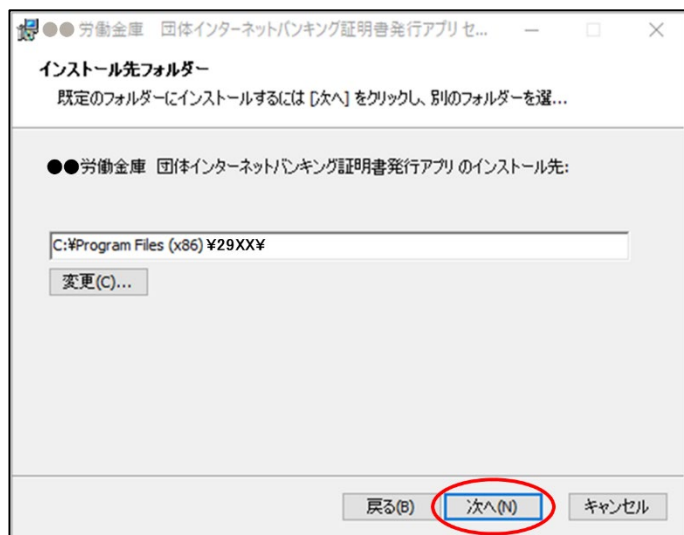 ●● 労働金庫　団体インターネットバンキング証明書発行アプリ セ...
インストール先フォルダー
既定のフォルダーにインストールするには [次へ] をクリックし、別のフォルダーを選...
●●労働金庫　団体インターネットバンキング証明書発行アプリ のインストール先:
C:¥Program Files (x86) ¥29XX¥
変更(C)...
戻る(B)
次へ(N)
キャンセル